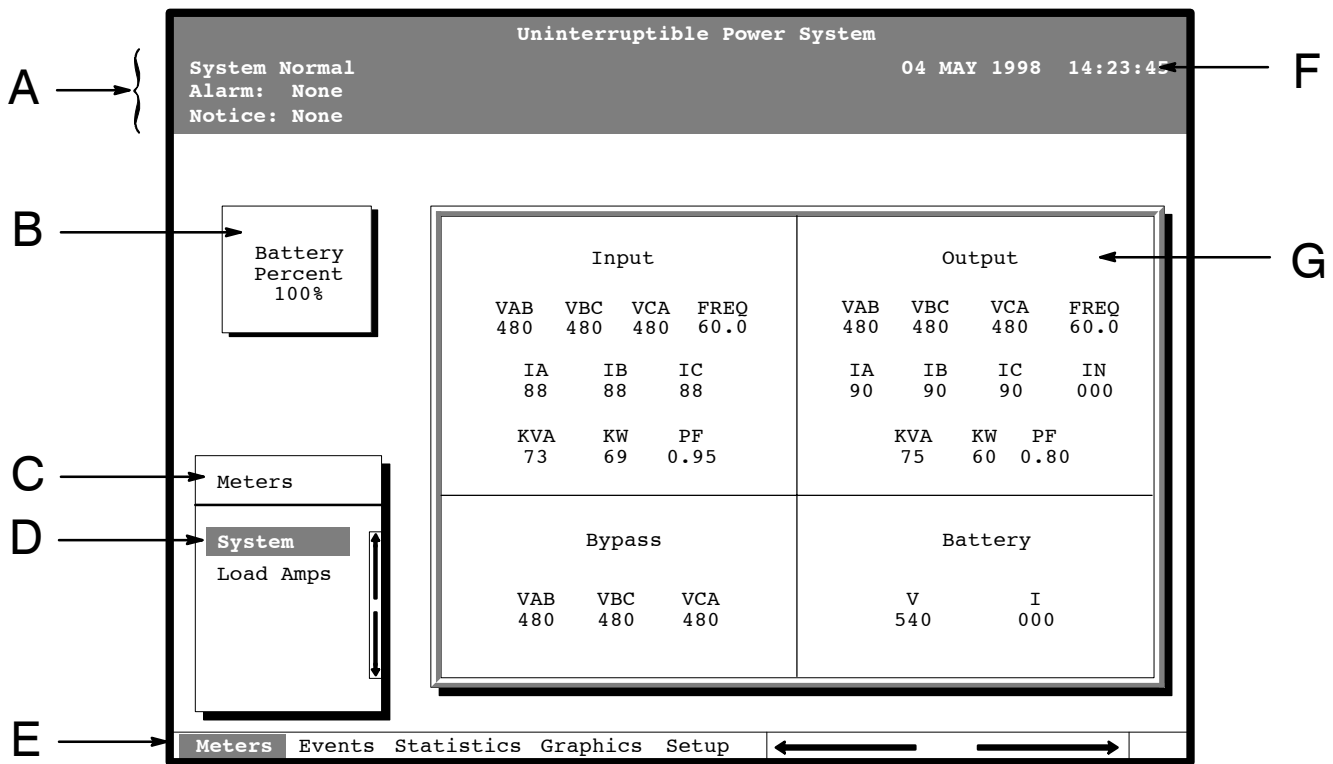 Uninterruptible Power System
System Normal 04 MAY 1998 14:23:45
Alarm: None
Notice: None
A
F
B
Battery
Percent
100%
Input
VAB VBC VCA FREQ
480 480 480 60.0
IA IB IC
88 88 88
KVA KW PF
73 69 0.95
Output
VAB VBC VCA FREQ
480 480 480 60.0
IA IB IC IN
90 90 90 000
KVA KW PF
75 60 0.80
G
C
Meters
D
System
Load Amps
Bypass
VAB VBC VCA
480 480 480
Battery
V I
540 000
E
Meters Events Statistics Graphics Setup